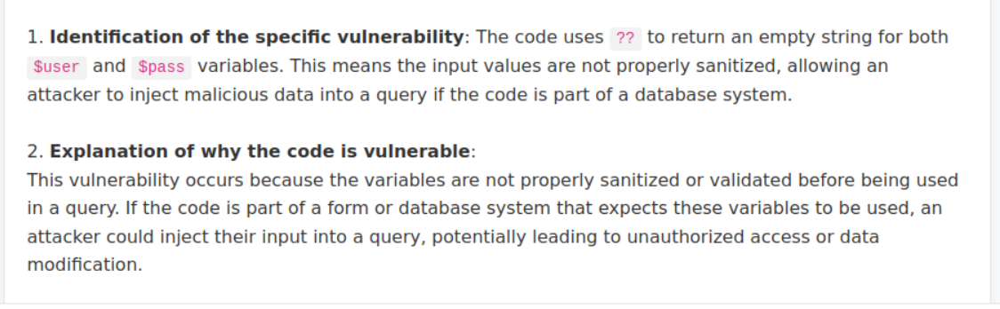 1. Identification of the specific vulnerability: The code uses ?? to return an empty string for both
$user and $pass variables. This means the input values are not properly sanitized, allowing an
attacker to inject malicious data into a query if the code is part of a database system.
2. Explanation of why the code is vulnerable:
This vulnerability occurs because the variables are not properly sanitized or validated before being used
in a query. If the code is part of a form or database system that expects these variables to be used, an
attacker could inject their input into a query, potentially leading to unauthorized access or data
modification.